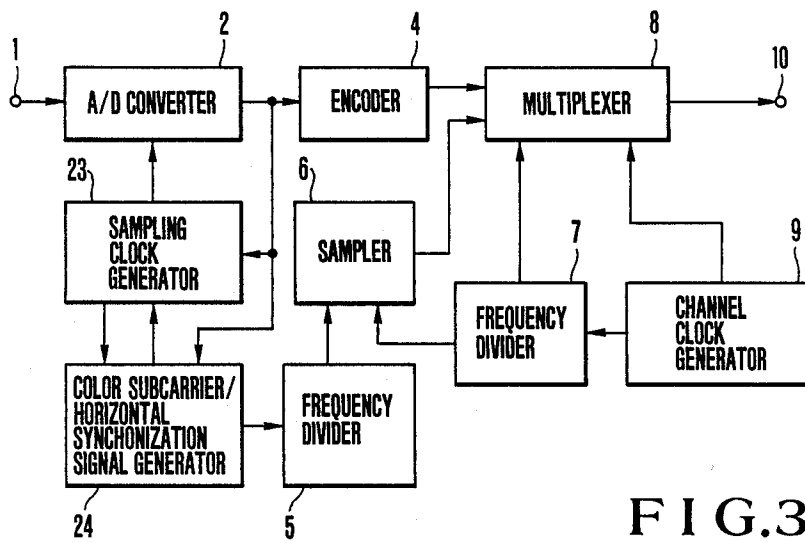 1
2
4
8
10
A/D CONVERTER
ENCODER
MULTIPLEXER
23
6
7
9
SAMPLING
CLOCK
GENERATOR
SAMPLER
FREQUENCY
DIVIDER
CHANNEL
CLOCK
GENERATOR
COLOR SUBCARRIER/
HORIZONTAL
SYNCHONIZATION
SIGNAL GENERATOR
FREQUENCY
DIVIDER
24
5
FIG.3